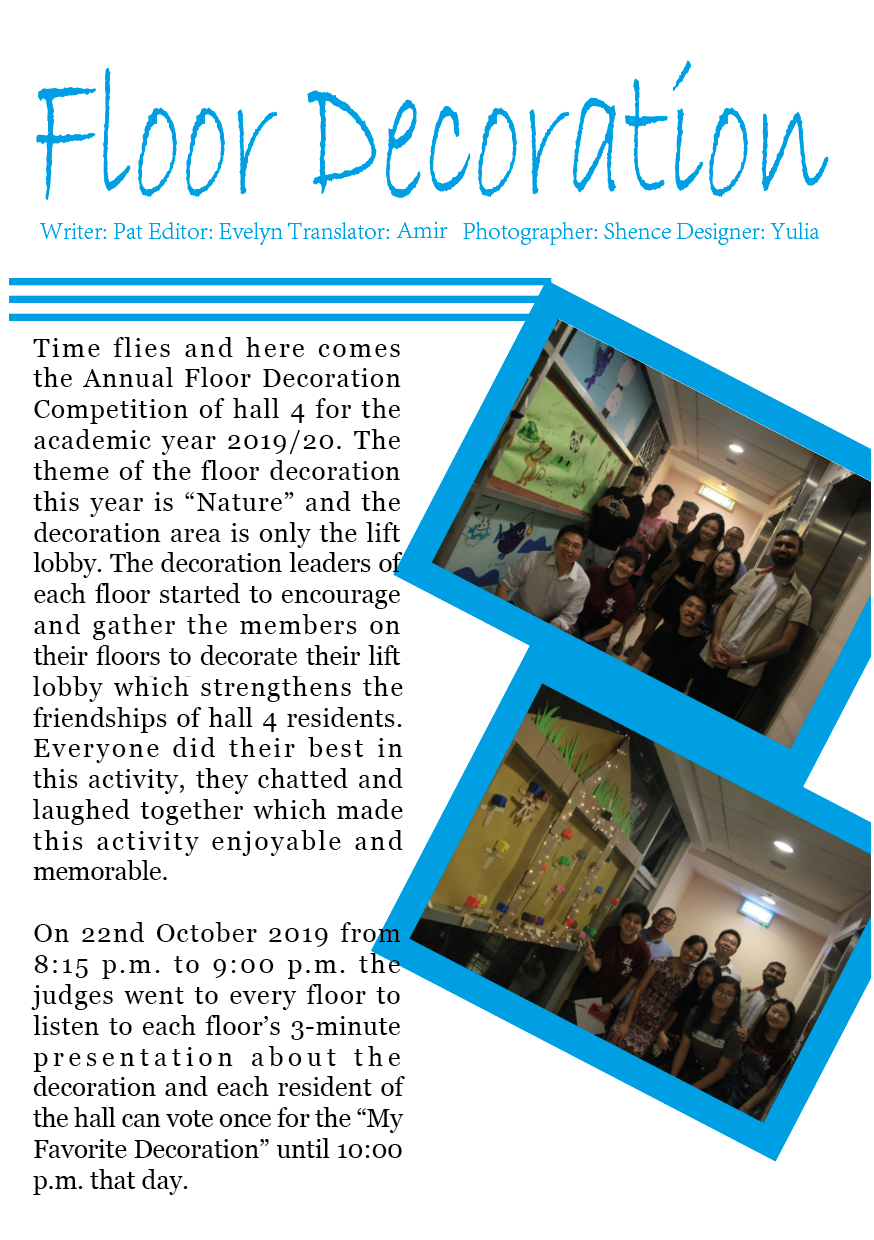 Floor Decoration
Writer: Pat Editor: Evelyn Translator: Amir Photographer: Shence Designer: Yulia
Time flies and here comes
the Annual Floor Decoration
Competition of hall 4 for the
academic year 2019/20. The
theme of the floor decoration
this year is “Nature” and the
decoration area is only the lift
lobby. The decoration leaders of
each floor started to encourage
and gather the members on
their floors to decorate their lift
lobby which strengthens the
friendships of hall 4 residents.
Everyone did their best in
this activity, they chatted and
laughed together which made
this activity enjoyable and
memorable.
On 22nd October 2019 from
8:15 p.m. to 9:00 p.m. the
judges went to every floor to
listen to each floor’s 3-minute
presentation about the
decoration and each resident of
the hall can vote once for the “My
Favorite Decoration” until 10:00
p.m. that day.